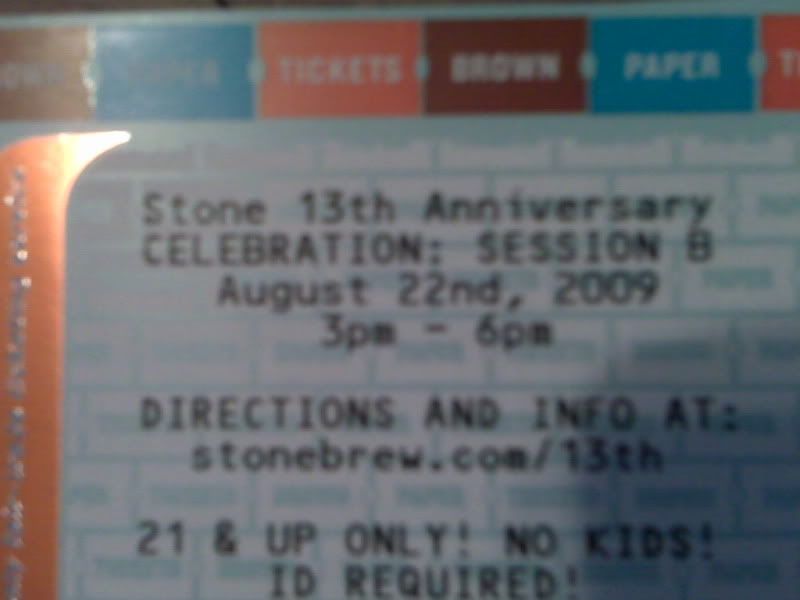 TICKETS BROWN PAPER
Stone 13th Anniversary
CELEBRATION: SESSION B
August 22nd, 2009
3pm - 6pm
DIRECTIONS AND INFO AT:
stonebrew.com/13th
21 & UP ONLY! NO KIDS!
ID REQUIRED!